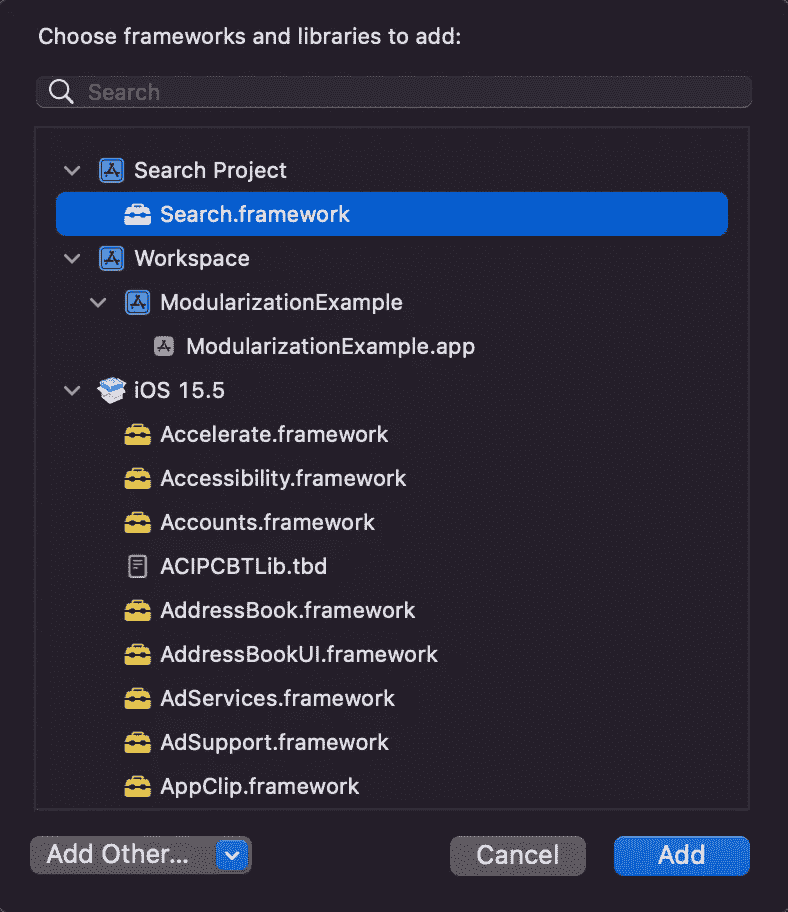 Choose frameworks and libraries to add:
Search
Search Project
Search.framework
Workspace
ModularizationExample
ModularizationExample.app
iOS 15.5
Accelerate.framework
Accessibility.framework
Accounts.framework
ACIPCBTLib.tbd
AddressBook.framework
AddressBookUI.framework
AdServices.framework
AdSupport.framework
AppClip.framework
Add Other... Cancel Add